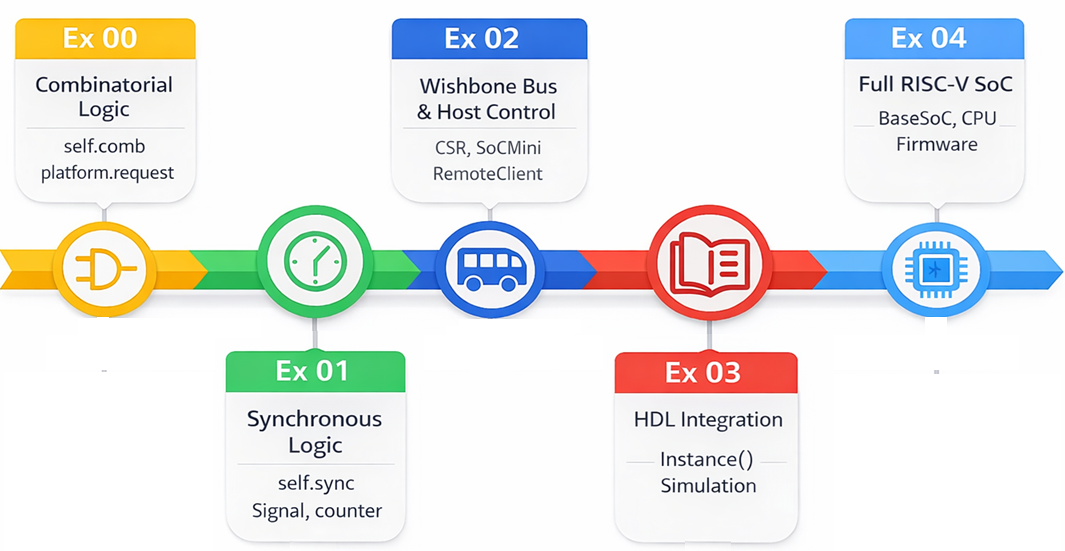 Ex 00
Combinatorial
Logic
self.comb
platform.request
Ex 01
Synchronous
Logic
self.sync
Signal, counter
Ex 02
Wishbone Bus
& Host Control
CSR, SoCMini
RemoteClient
Ex 03
HDL Integration
Instance()
Simulation
Ex 04
Full RISC-V SoC
BaseSoC, CPU
Firmware